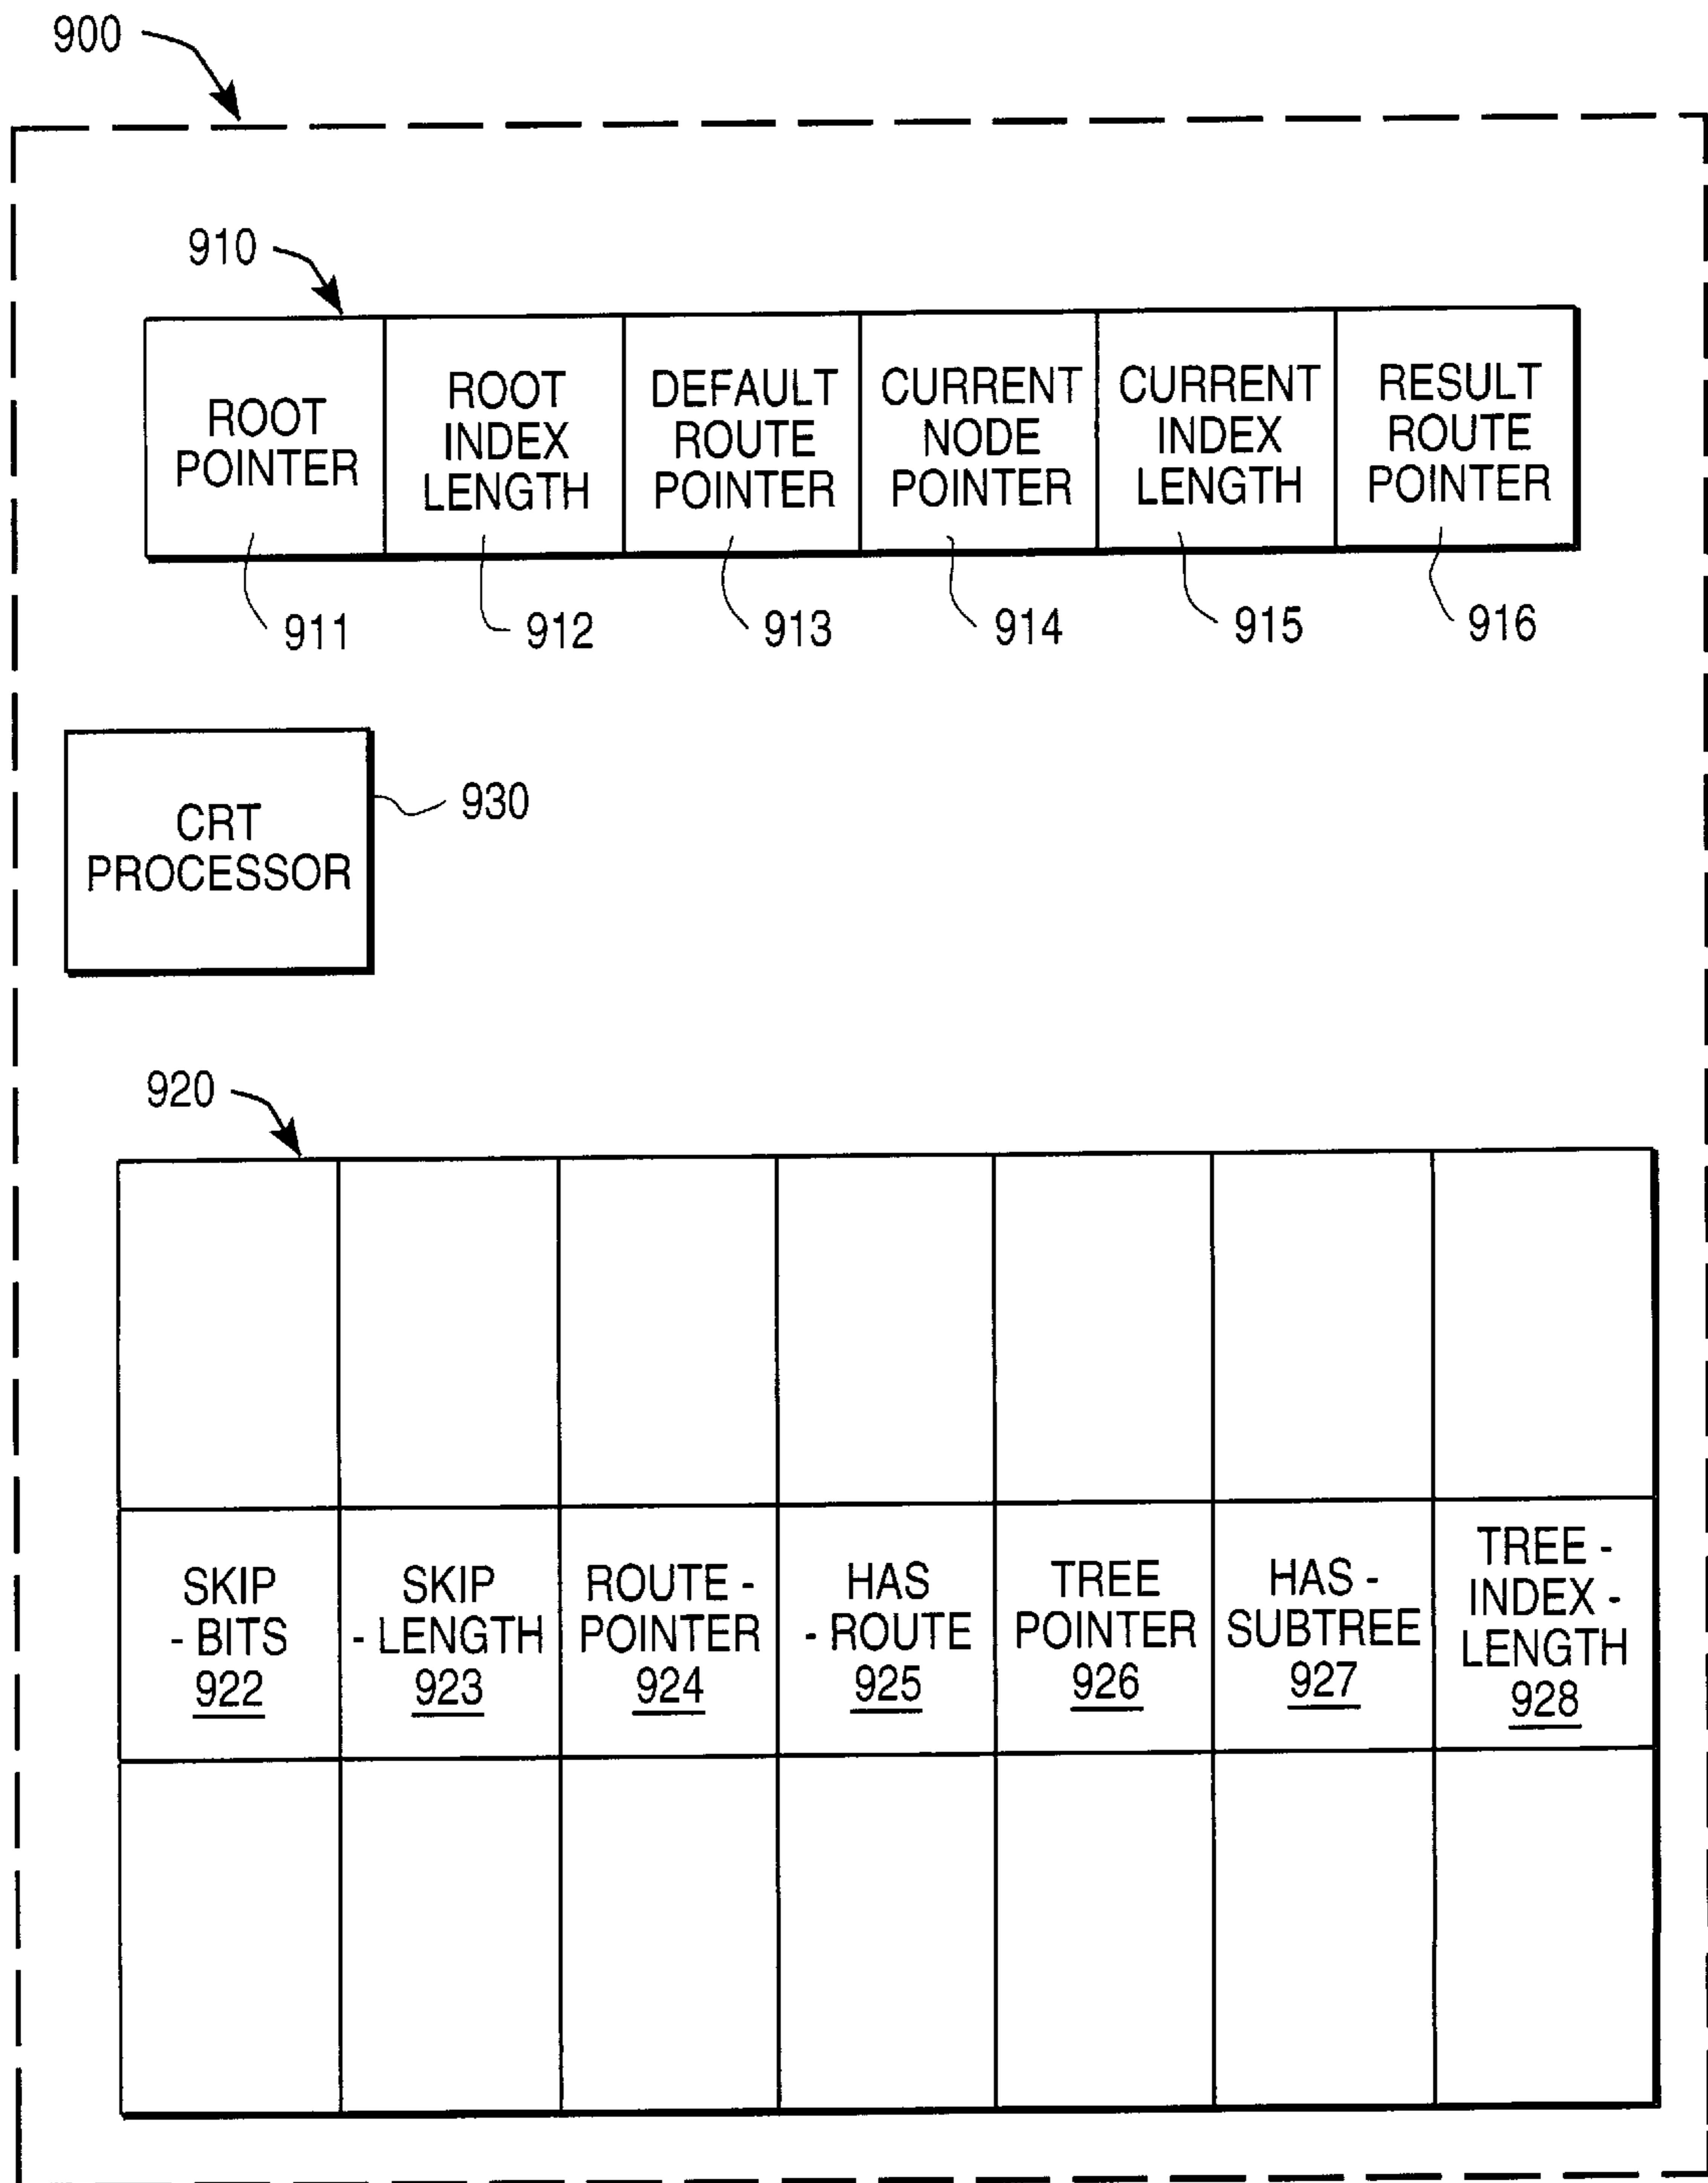 900
910
ROOT
POINTER
ROOT
INDEX
LENGTH
DEFAULT
ROUTE
POINTER
CURRENT
NODE
POINTER
CURRENT
INDEX
LENGTH
RESULT
ROUTE
POINTER
911
912
913
914
915
916
CRT
PROCESSOR
930
920
SKIP
- BITS
922
SKIP
- LENGTH
923
ROUTE -
POINTER
924
HAS
- ROUTE
925
TREE
POINTER
926
HAS -
SUBTREE
927
TREE -
INDEX -
LENGTH
928